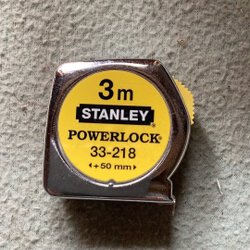 3m
STANLEY
POWERLOCK®
33-218
+50 mm